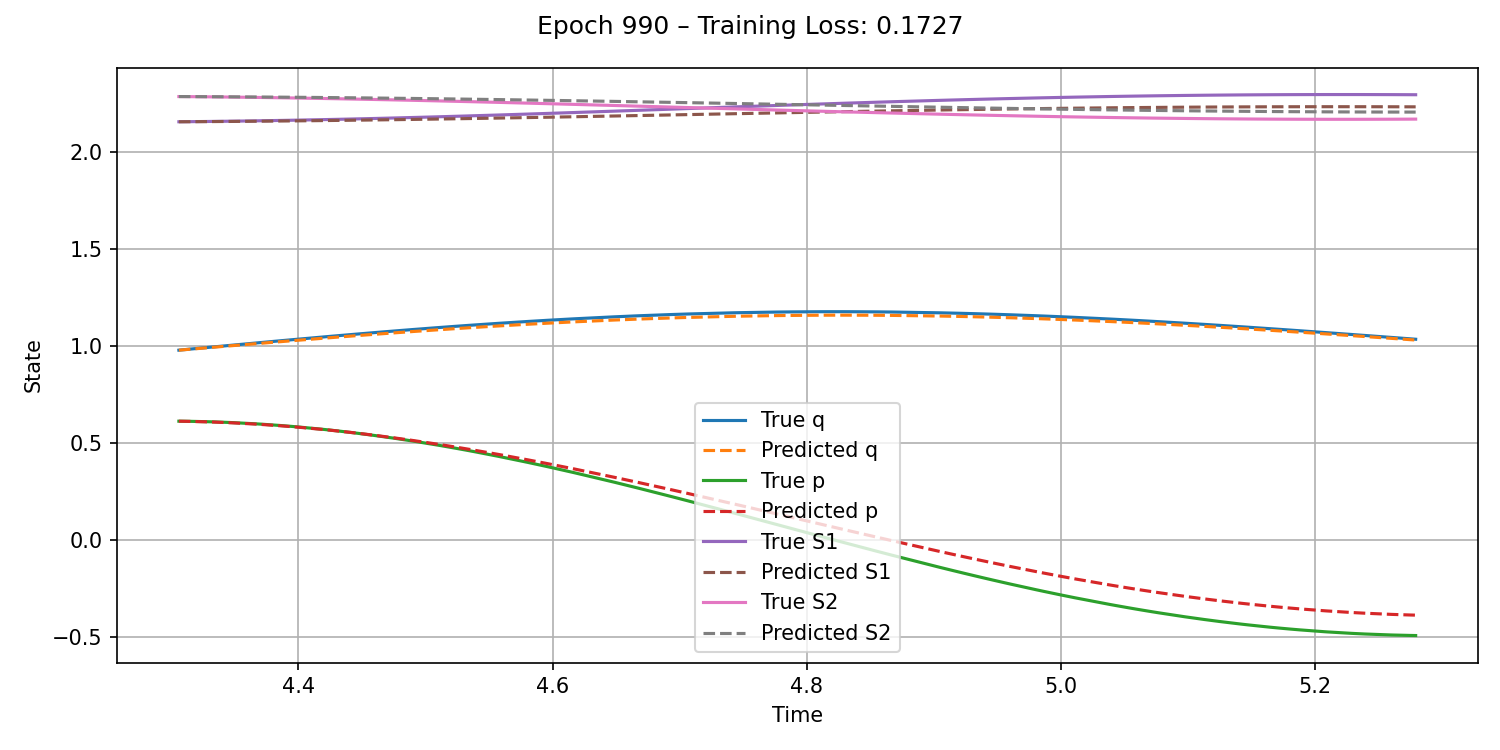 Epoch 990 – Training Loss: 0.1727
State
2.0
1.5
1.0
0.5
0.0
−0.5
True q
Predicted q
True p
Predicted p
True S1
Predicted S1
True S2
Predicted S2
4.4 4.6 4.8 5.0 5.2
Time